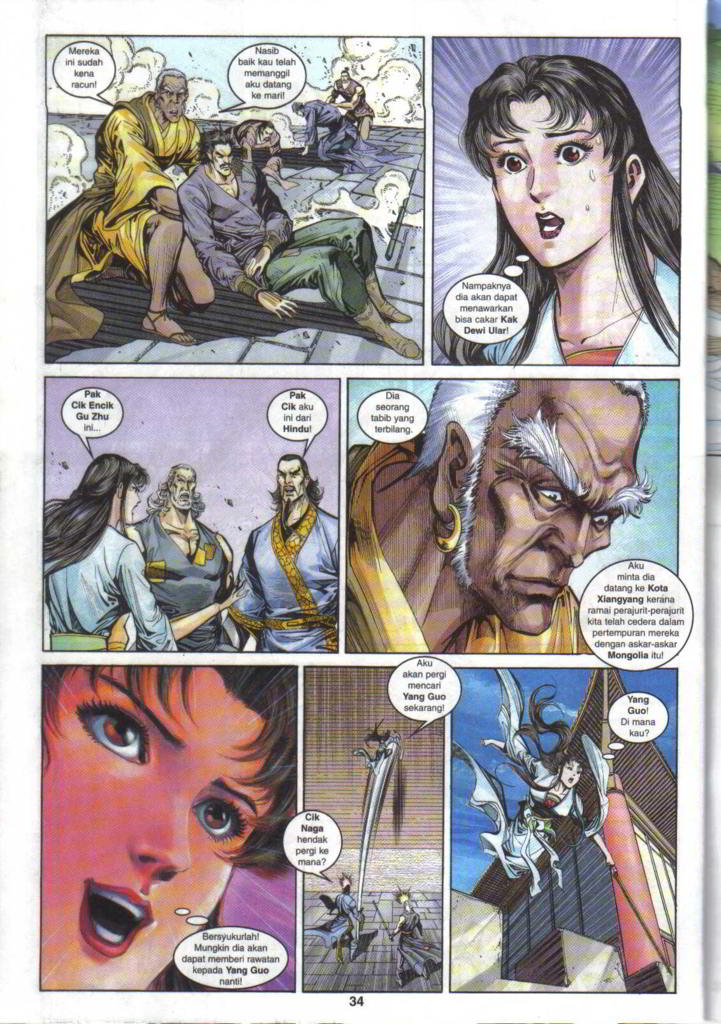 Mereka
ini sudah
kena
racun!
Nasib
baik kau telah
memanggil
aku datang
ke mari!
Nampaknya
dia akan dapat
menawarkan
bisa cakar Kak
Dewi Ular!
Pak
Cik Encik
Gu Zhu
ini...
Pak
Cik aku
ini dari
Hindu!
Dia
seorang
tabib yang
terbilang.
Aku
minta dia
datang ke Kota
Xiangyang kerana
ramai perajurit-perajurit
kita telah cedera dalam
pertempuran mereka
dengan askar-askar
Mongolia itu!
Bersyukurlah!
Mungkin dia akan
dapat memberi rawatan
kepada Yang Guo
nanti!
Aku
akan pergi
mencari
Yang Guo
sekarang!
Cik
Naga
hendak
pergi ke
mana?
Yang
Guo!
Di mana
kau?
34